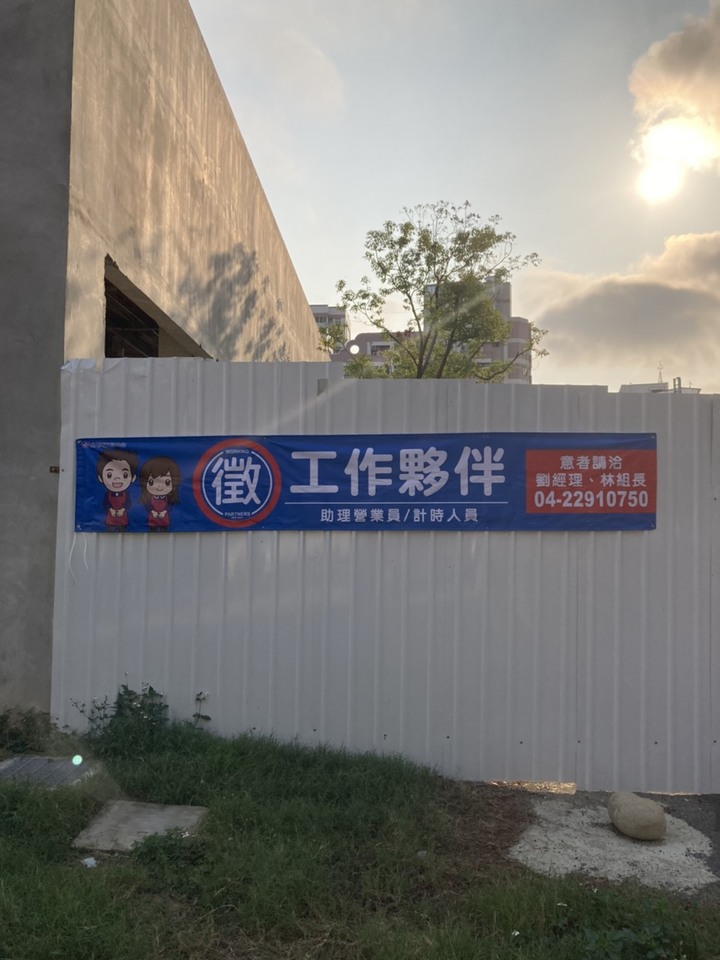 WORKING
徵
PARTNERS
工作夥伴
助理營業員/計時人員
意者請洽
劉經理、林組長
04-22910750